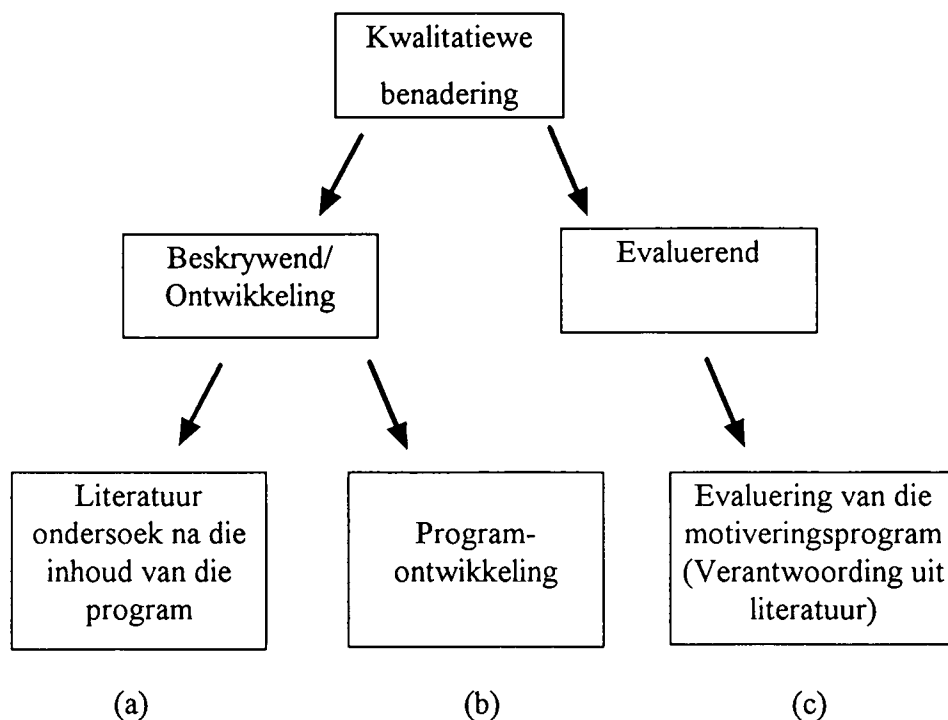 Kwalitatiewe
benadering
Beskrywend/
Ontwikkeling
Evaluerend
Literatuur
ondersoek na die
inhoud van die
program
Program-
ontwikkeling
Evaluering van die
motiveringsprogram
(Verantwoording uit
literatuur)
(a)
(b)
(c)